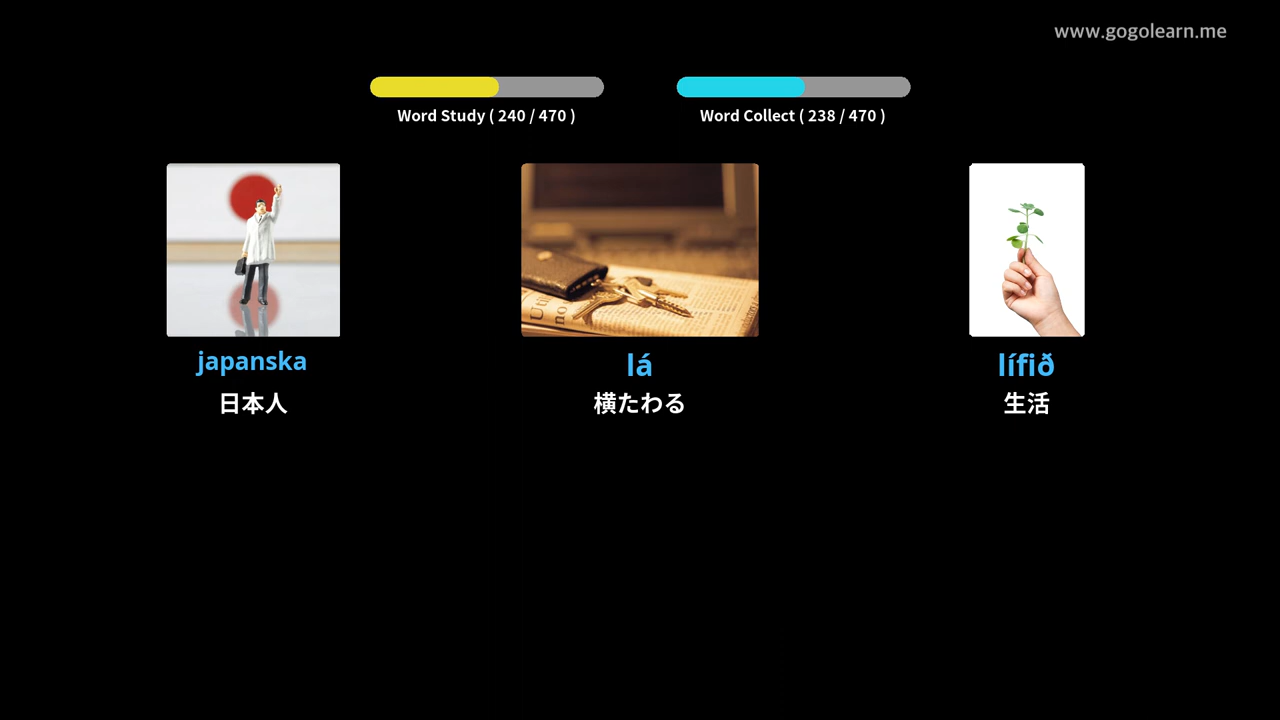 www.gogolearn.me
Word Study ( 240 / 470 )
Word Collect ( 238 / 470 )
japanska
lá
lífið
日本人
横たわる
生活